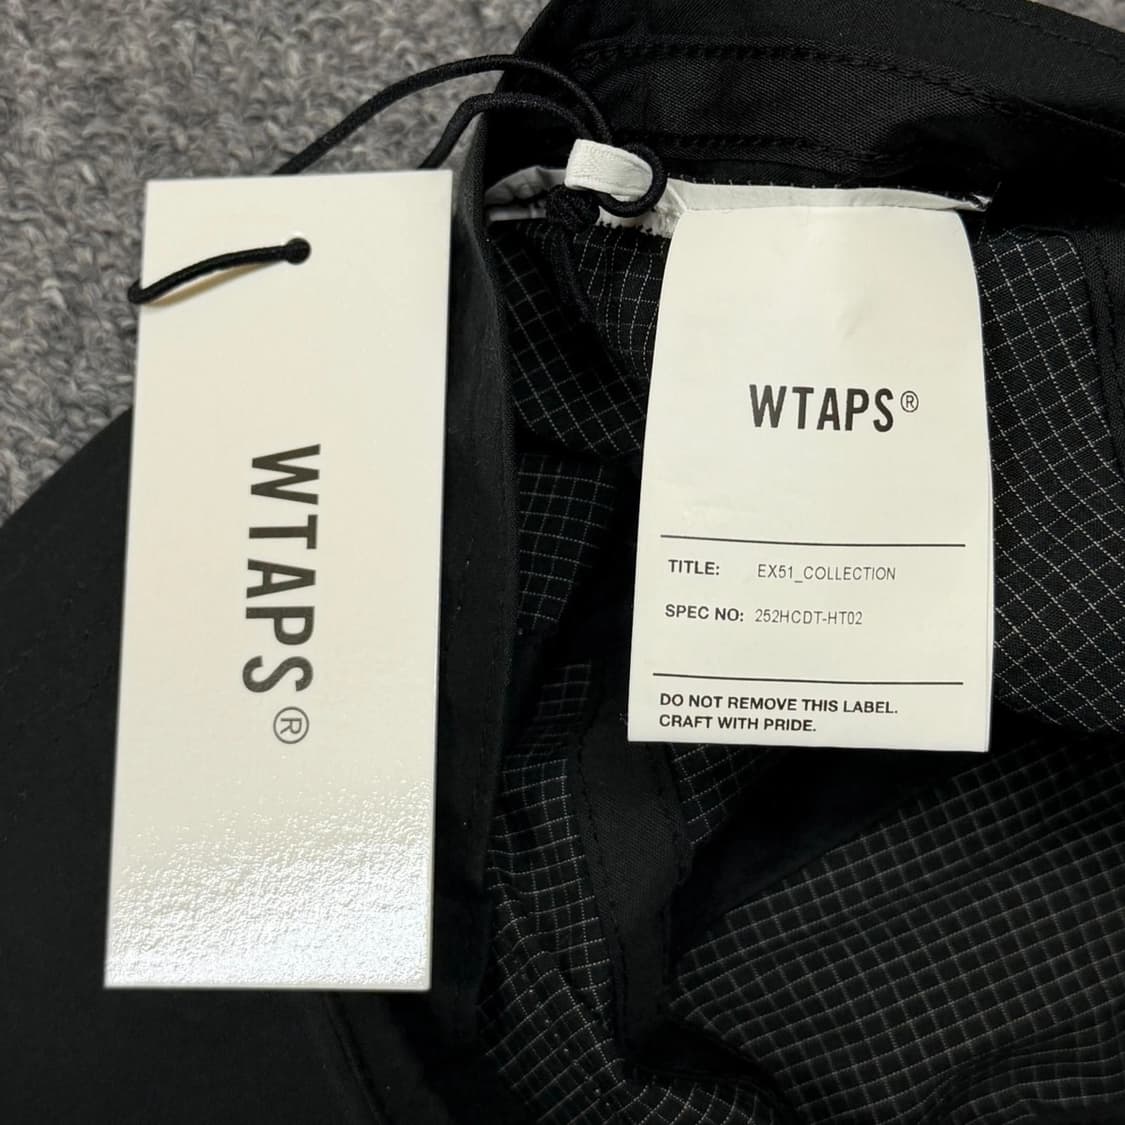 WTAPS®
WTAPS®
TITLE: EX51_COLLECTION
SPEC NO: 252HCDT-HT02
DO NOT REMOVE THIS LABEL.
CRAFT WITH PRIDE.